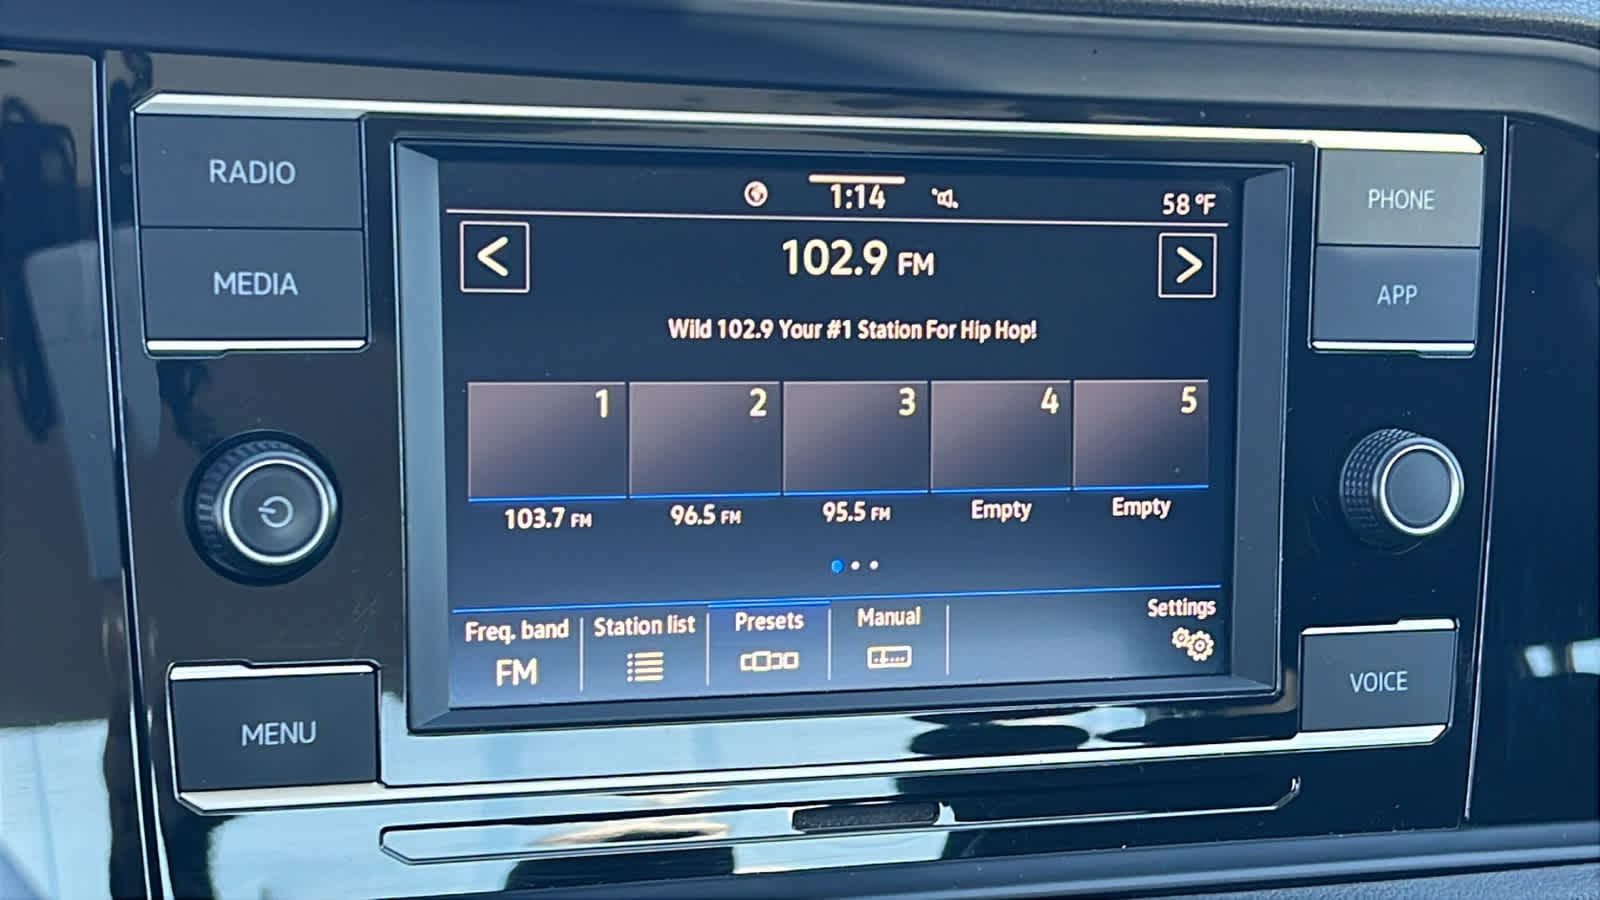 RADIO
MEDIA
MENU
1:14
58 °F
<
102.9 FM
>
Wild 102.9 Your #1 Station For Hip Hop!
1 2 3 4 5
103.7 FM 96.5 FM 95.5 FM Empty Empty
Freq. band Station list Presets Manual Settings
FM
PHONE
APP
VOICE